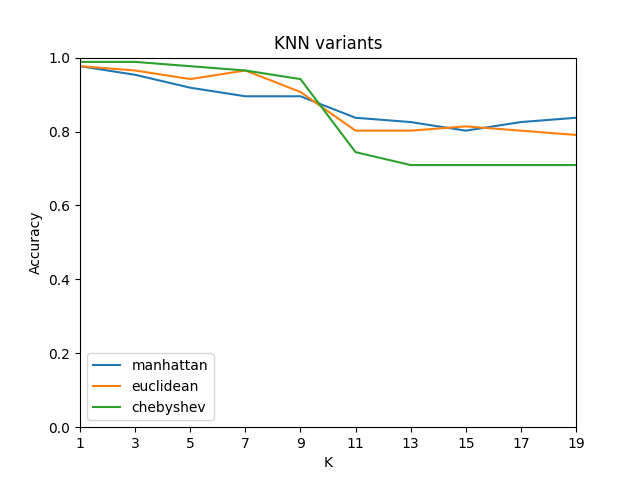 KNN variants
1.0
0.8
0.6
0.4
0.2
0.0
Accuracy
manhattan
euclidean
chebyshev
1 3 5 7 9 11 13 15 17 19
K